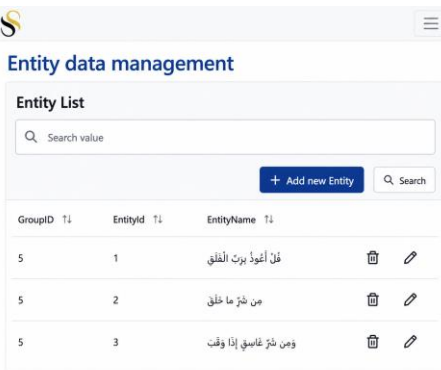 Entity data management
Entity List
Search value
+ Add new Entity
Search
GroupID EntityId EntityName
5 1 قُلْ أَعُوذُ بِرَبِّ الْفَلَقِ
5 2 مِن شَرِّ ما خَلَقَ
5 3 وَمِن شَرِّ غَاسِقٍ إِذَا وَقَبَ